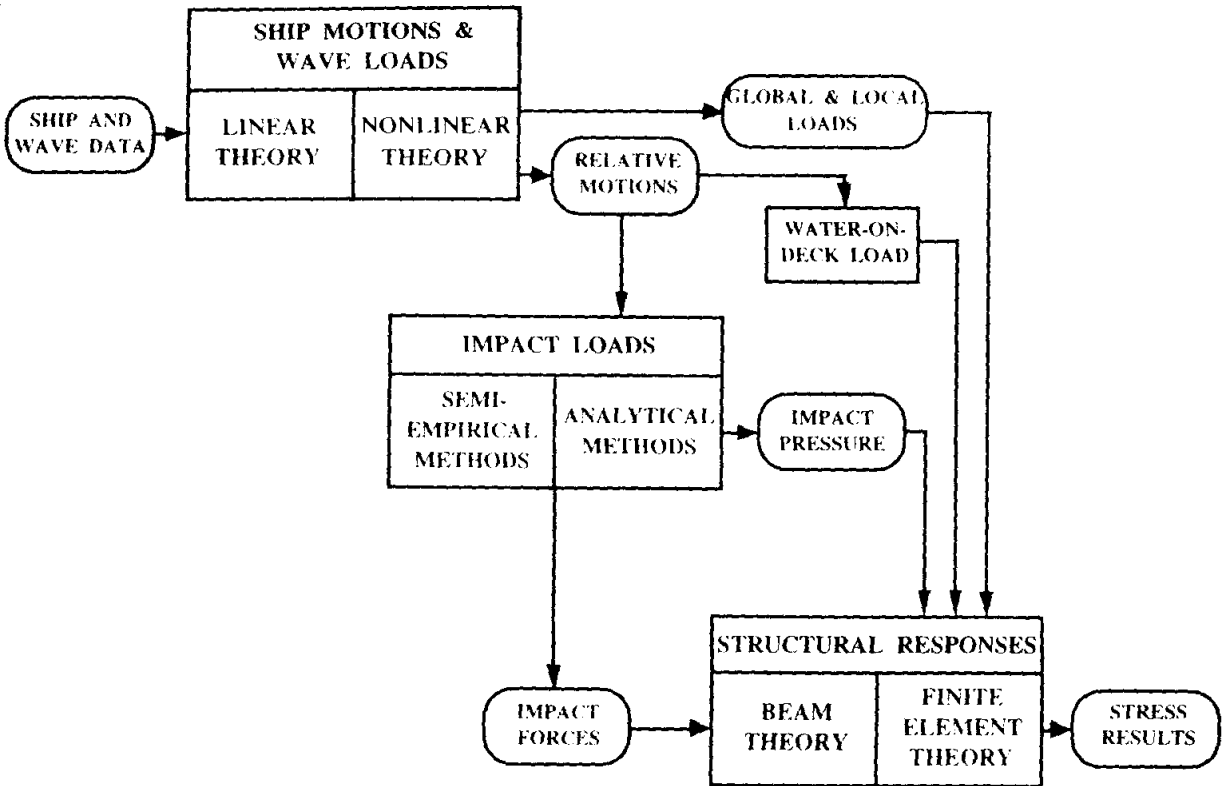 SHIP MOTIONS &
WAVE LOADS
LINEAR
THEORY
NONLINEAR
THEORY
SHIP AND
WAVE DATA
GLOBAL & LOCAL
LOADS
RELATIVE
MOTIONS
WATER-ON-
DECK LOAD
IMPACT LOADS
SEMI-
EMPIRICAL
METHODS
ANALYTICAL
METHODS
IMPACT
PRESSURE
STRUCTURAL RESPONSES
BEAM
THEORY
FINITE
ELEMENT
THEORY
IMPACT
FORCES
STRESS
RESULTS